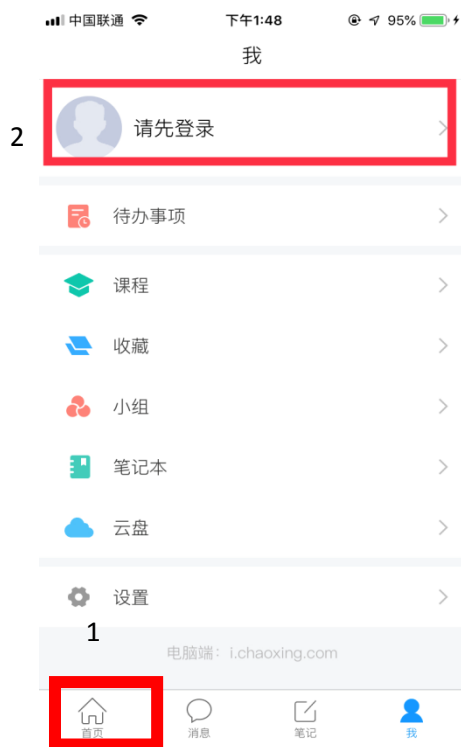 中国联通 下午1:48 95%
我
2 请先登录
待办事项
课程
收藏
小组
笔记本
云盘
设置
1
电脑端：i.chaoxing.com
首页 消息 笔记 我